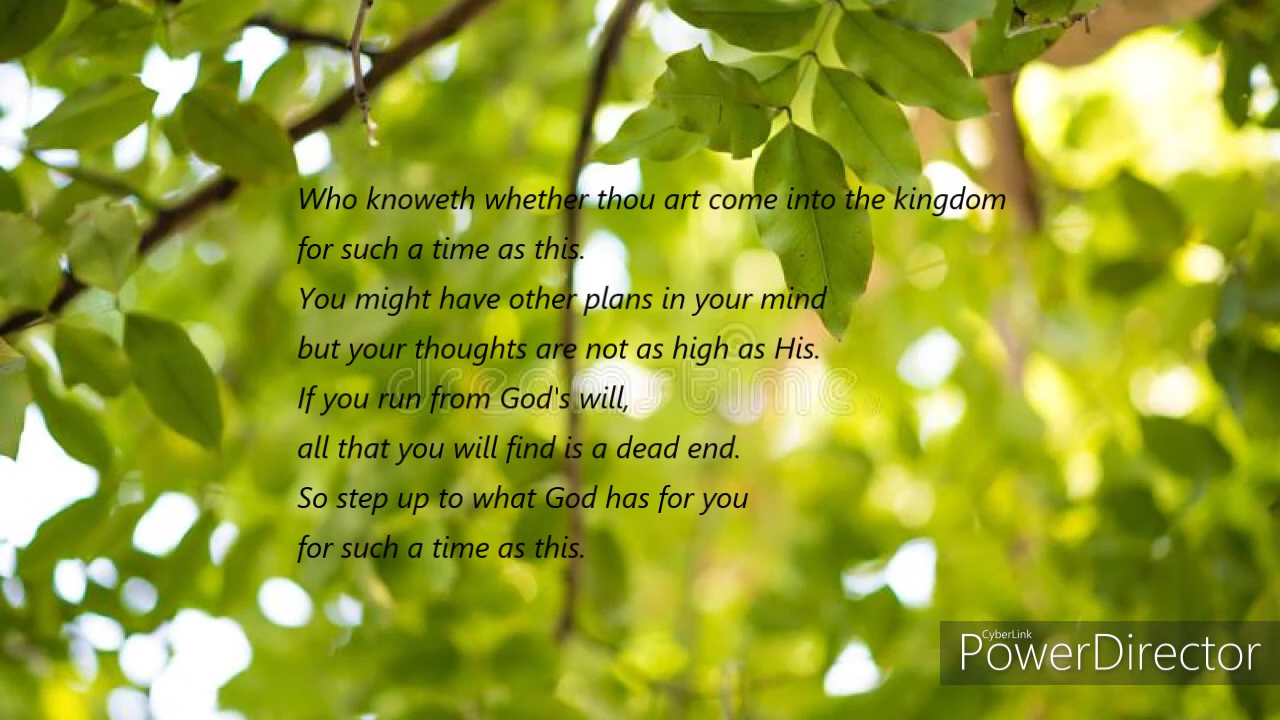 Who knoweth whether thou art come into the kingdom
for such a time as this.
You might have other plans in your mind
but your thoughts are not as high as His.
If you run from God's will,
all that you will find is a dead end.
So step up to what God has for you
for such a time as this.
dreamstime
CyberLink
PowerDirector